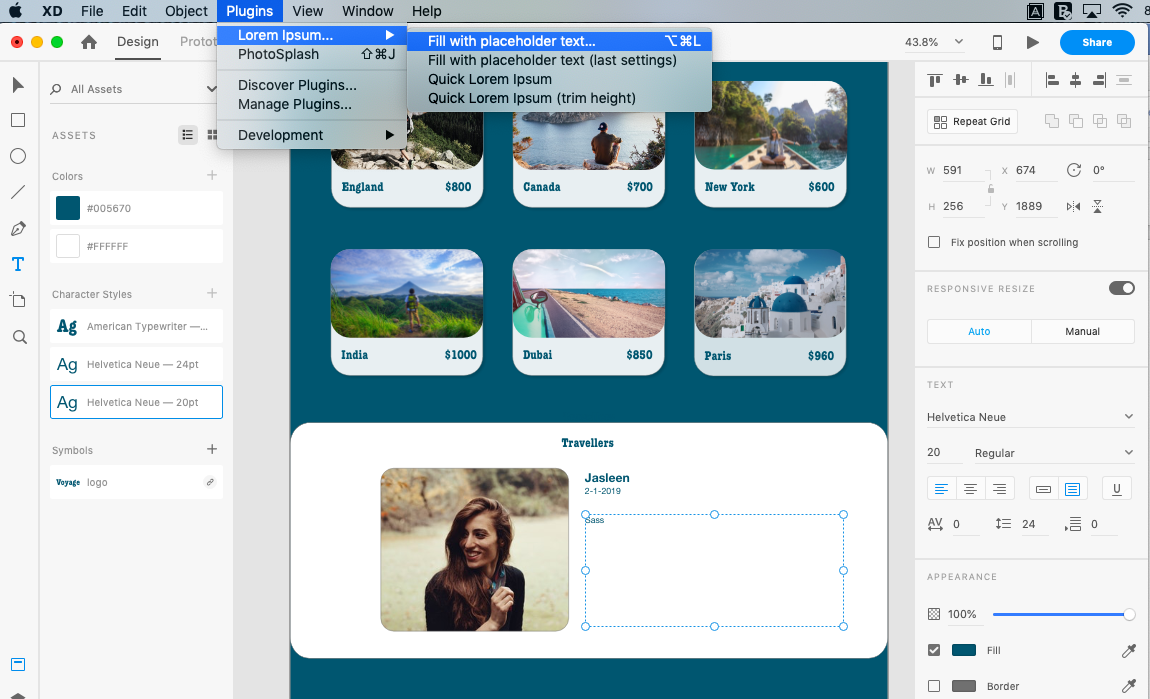 XD File Edit Object Plugins View Window Help
Design Protot
43.8%
Share
Lorem Ipsum...
PhotoSplash ⇧⌘J
Discover Plugins...
Manage Plugins...
Development
Fill with placeholder text... ⌥⌘L
Fill with placeholder text (last settings)
Quick Lorem Ipsum
Quick Lorem Ipsum (trim height)
All Assets
ASSETS
Colors
#005670
#FFFFFF
Character Styles
Ag American Typewriter —...
Ag Helvetica Neue — 24pt
Ag Helvetica Neue — 20pt
Symbols
Voyage logo
England $800
Canada $700
New York $600
India $1000
Dubai $850
Paris $960
Travellers
Jasleen
2-1-2019
Sass
Repeat Grid
W 591 X 674 0°
H 256 Y 1889
Fix position when scrolling
RESPONSIVE RESIZE
Auto Manual
TEXT
Helvetica Neue
20 Regular
U
AV 0 24 0
APPEARANCE
100%
Fill
Border